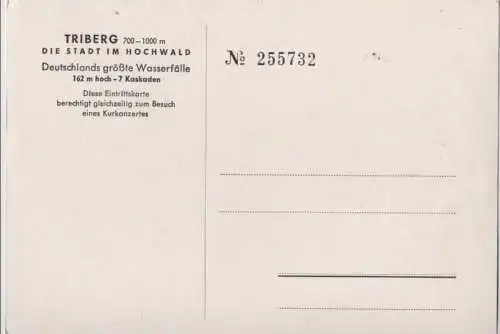 TRIBERG 700–1000 m
DIE STADT IM HOCHWALD
Deutschlands größte Wasserfälle
162 m hoch – 7 Kaskaden
Diese Eintrittskarte
berechtigt gleichzeitig zum Besuch
eines Kurkonzertes
№ 255732